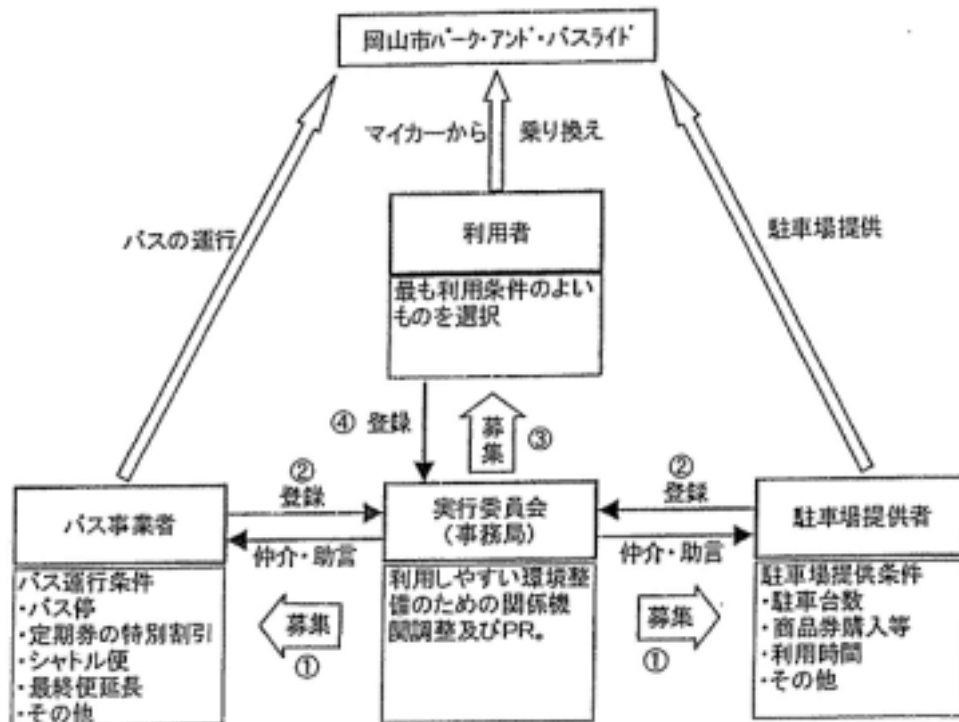 岡山市パーク・アンド・バスライド
マイカーから 乗り換え
バスの運行
駐車場提供
利用者
最も利用条件のよい
ものを選択
④ 登録
募集
③
②
登録
②
登録
バス事業者
実行委員会
(事務局)
駐車場提供者
仲介・助言
仲介・助言
バス運行条件
・バス停
・定期券の特別割引
・シャトル便
・最終便延長
・その他
募集
①
利用しやすい環境整
備のための関係機
関調整及びPR。
募集
①
駐車場提供条件
・駐車台数
・商品券購入等
・利用時間
・その他